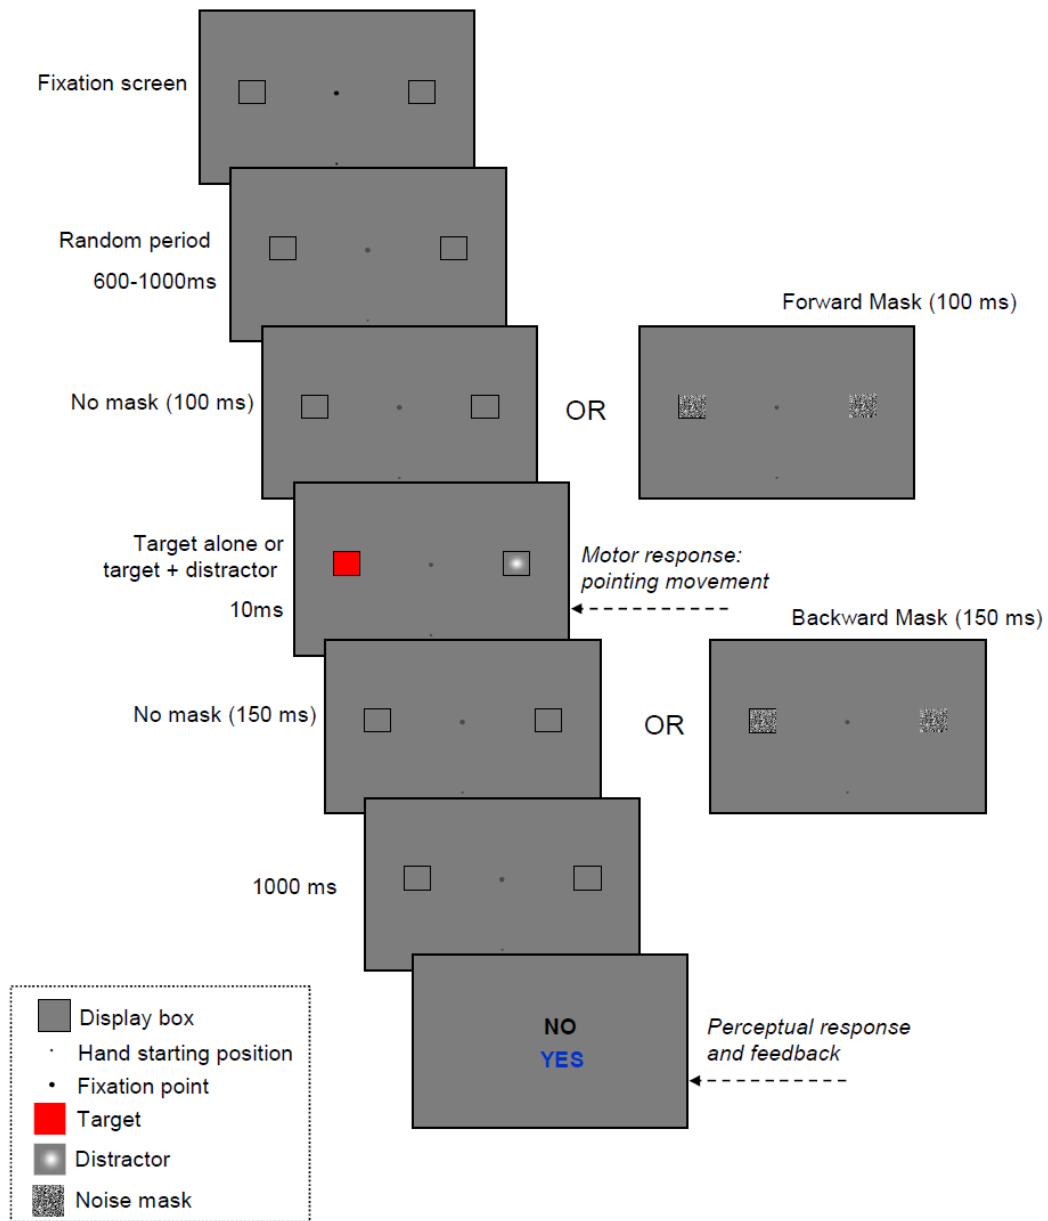 Fixation screen
Random period
600-1000ms
Forward Mask (100 ms)
No mask (100 ms)
OR
Target alone or
target + distractor
10ms
Motor response:
pointing movement
Backward Mask (150 ms)
No mask (150 ms)
OR
1000 ms
NO
YES
Perceptual response
and feedback
Display box
Hand starting position
Fixation point
Target
Distractor
Noise mask